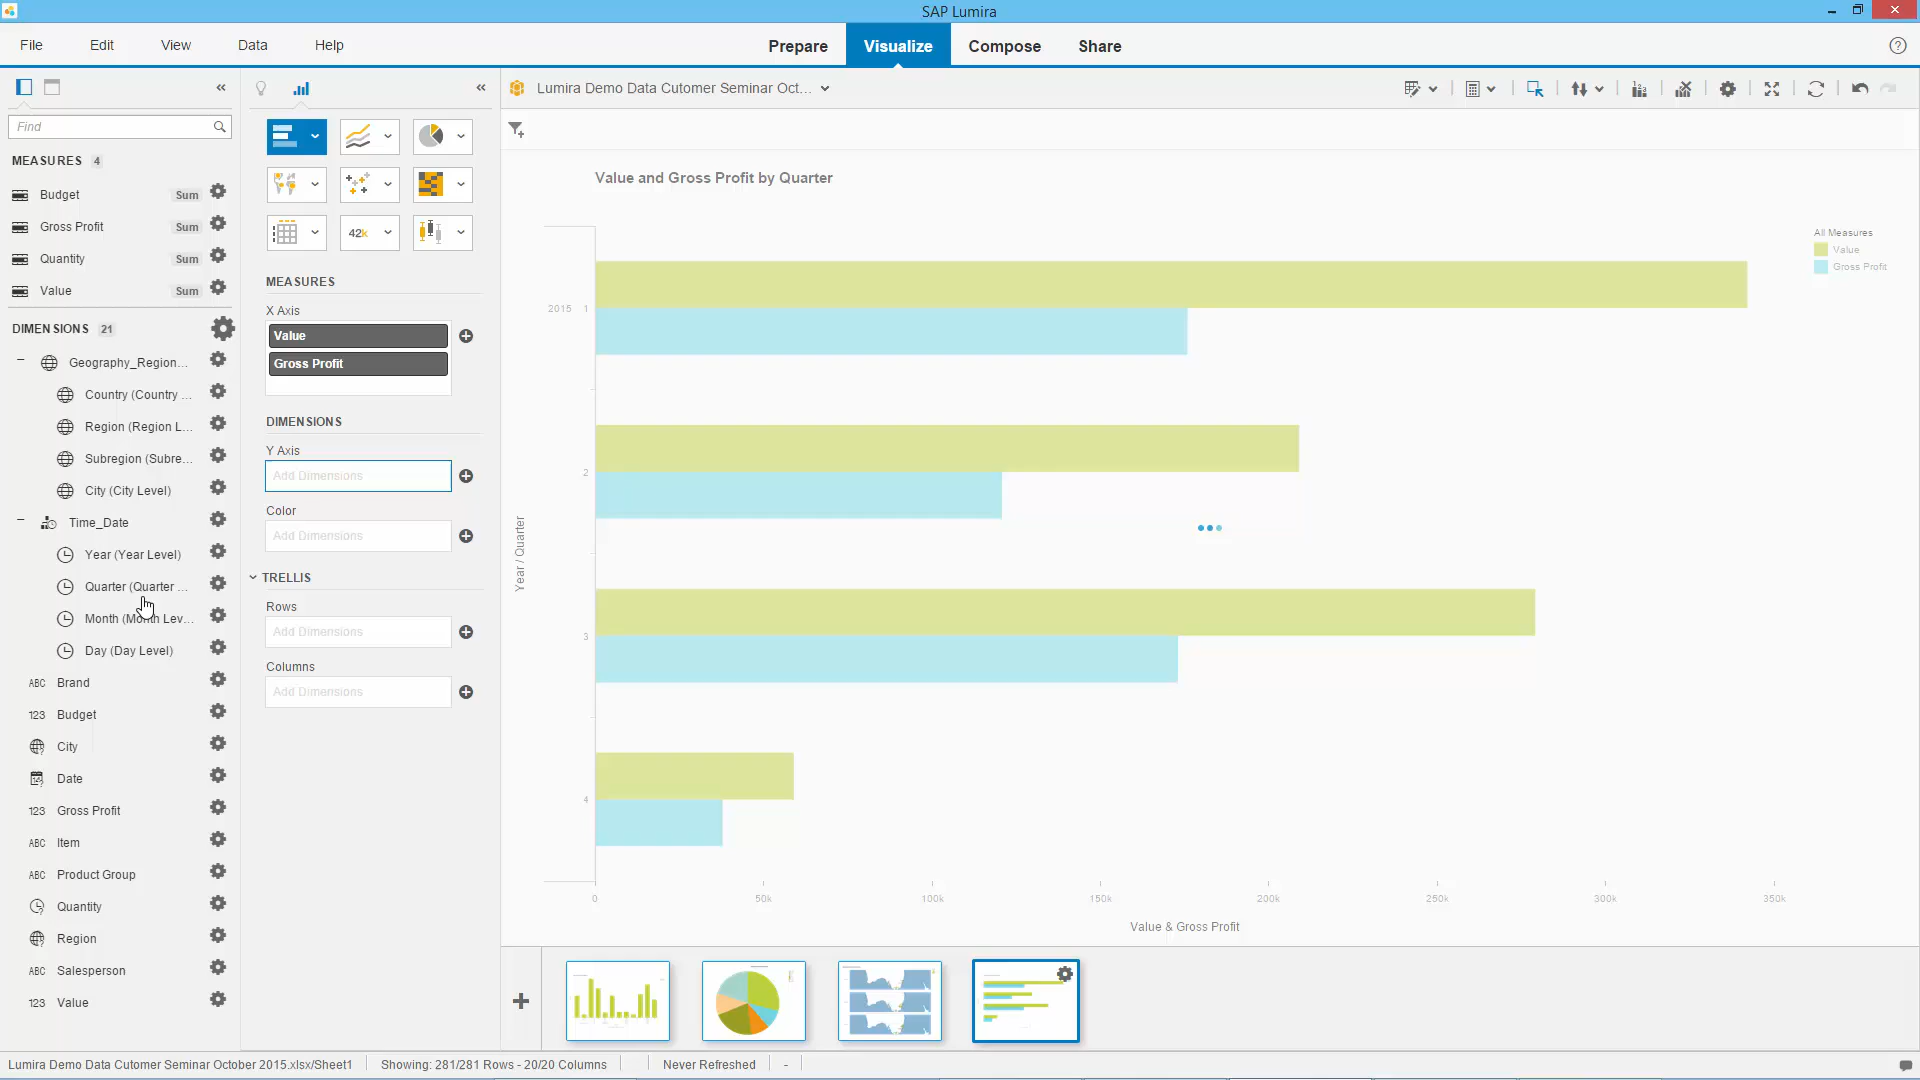 SAP Lumira
File
Edit
View
Data
Help
Prepare
Visualize
Compose
Share
Lumira Demo Data Cutomer Seminar Oct...
Find
MEASURES 4
Budget Sum
Gross Profit Sum
Quantity Sum
Value Sum
DIMENSIONS 21
Geography_Region...
Country (Country ...
Region (Region L...
Subregion (Subre...
City (City Level)
Time_Date
Year (Year Level)
Quarter (Quarter ...
Month (Month Lev...
Day (Day Level)
ABC Brand
123 Budget
City
Date
123 Gross Profit
ABC Item
ABC Product Group
Quantity
Region
ABC Salesperson
123 Value
42k
MEASURES
X Axis
Value
Gross Profit
DIMENSIONS
Y Axis
Add Dimensions
Color
Add Dimensions
TRELLIS
Rows
Add Dimensions
Columns
Add Dimensions
Value and Gross Profit by Quarter
All Measures
Value
Gross Profit
2015 1
2
3
4
Year / Quarter
0 50k 100k 150k 200k 250k 300k 350k
Value & Gross Profit
Lumira Demo Data Cutomer Seminar October 2015.xlsx/Sheet1
Showing: 281/281 Rows - 20/20 Columns
Never Refreshed
-